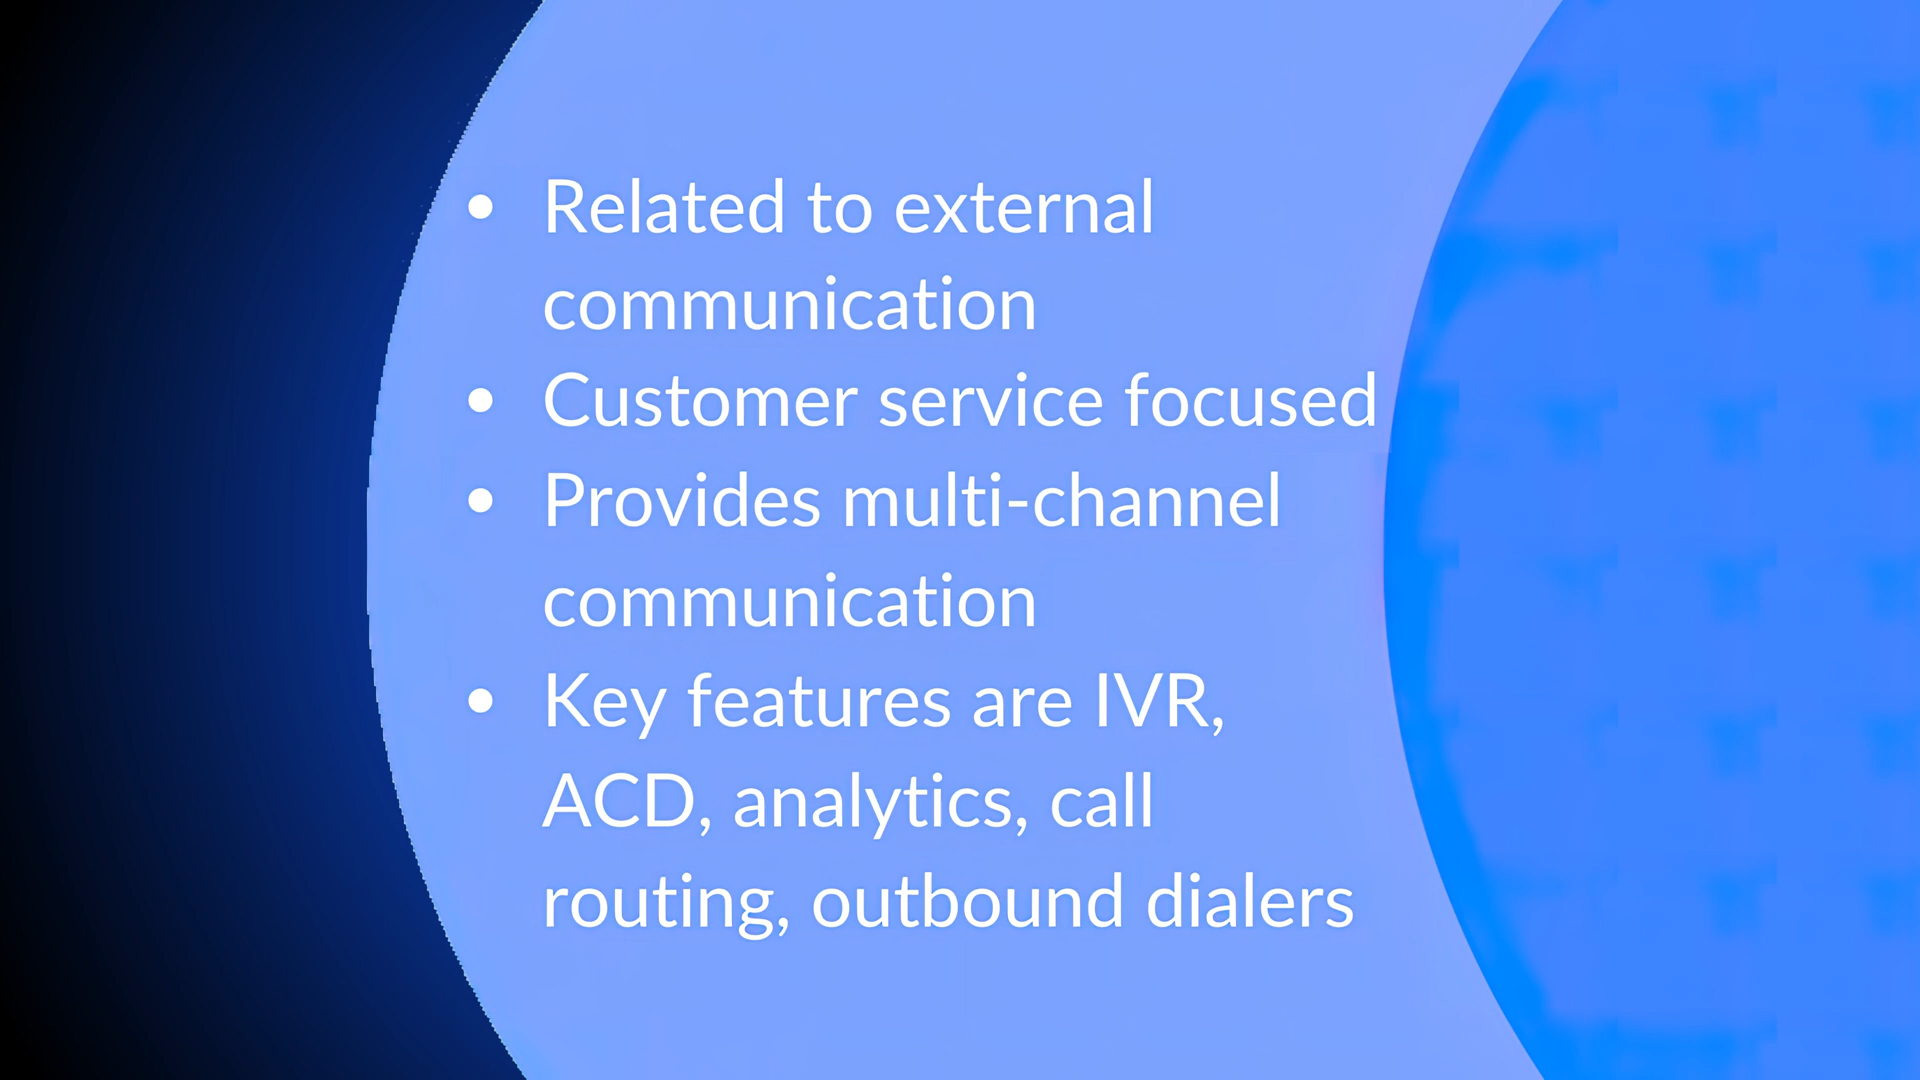 • Related to external
communication
• Customer service focused
• Provides multi-channel
communication
• Key features are IVR,
ACD, analytics, call
routing, outbound dialers